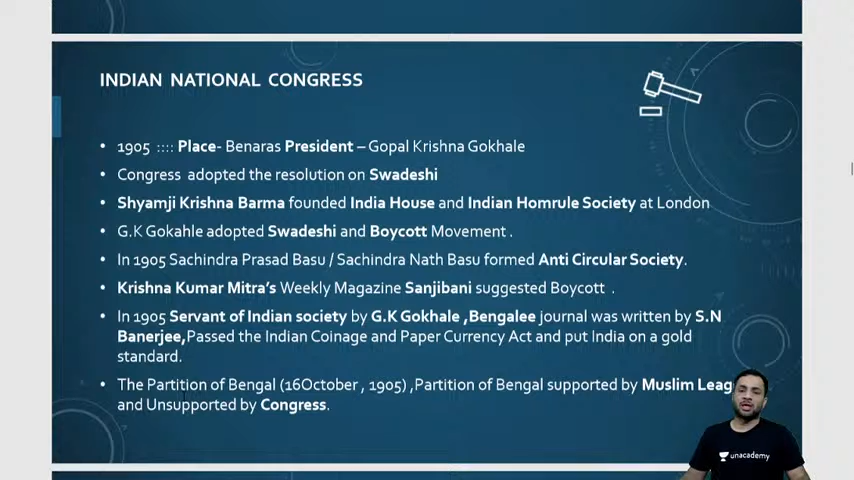 INDIAN NATIONAL CONGRESS
• 1905 :::: Place- Benaras President – Gopal Krishna Gokhale
• Congress adopted the resolution on Swadeshi
• Shyamji Krishna Barma founded India House and Indian Homrule Society at London
• G.K Gokahle adopted Swadeshi and Boycott Movement .
• In 1905 Sachindra Prasad Basu / Sachindra Nath Basu formed Anti Circular Society.
• Krishna Kumar Mitra's Weekly Magazine Sanjibani suggested Boycott .
• In 1905 Servant of Indian society by G.K Gokhale ,Bengalee journal was written by S.N
Banerjee,Passed the Indian Coinage and Paper Currency Act and put India on a gold
standard.
• The Partition of Bengal (16October , 1905) ,Partition of Bengal supported by Muslim Leag
and Unsupported by Congress.
unacademy